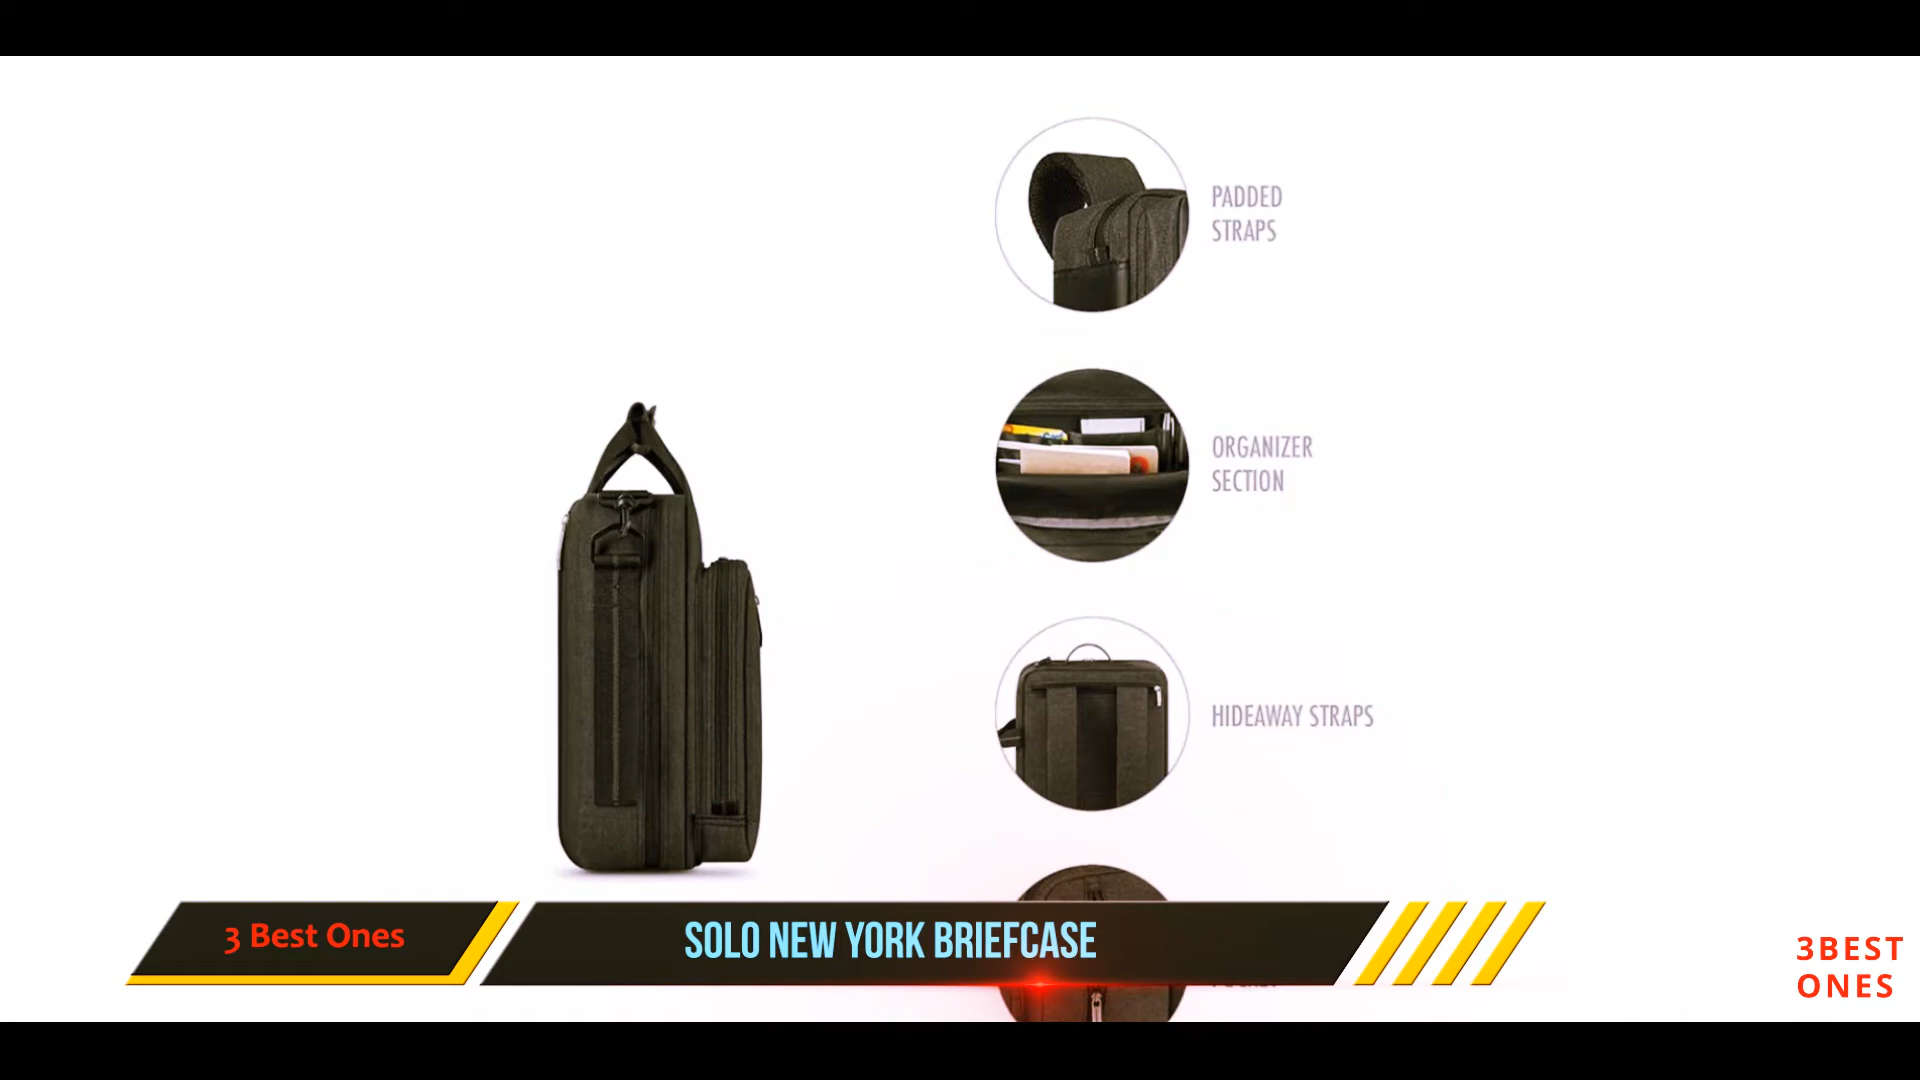 PADDED
STRAPS
ORGANIZER
SECTION
HIDEAWAY STRAPS
3 Best Ones
SOLO NEW YORK BRIEFCASE
3BEST
ONES